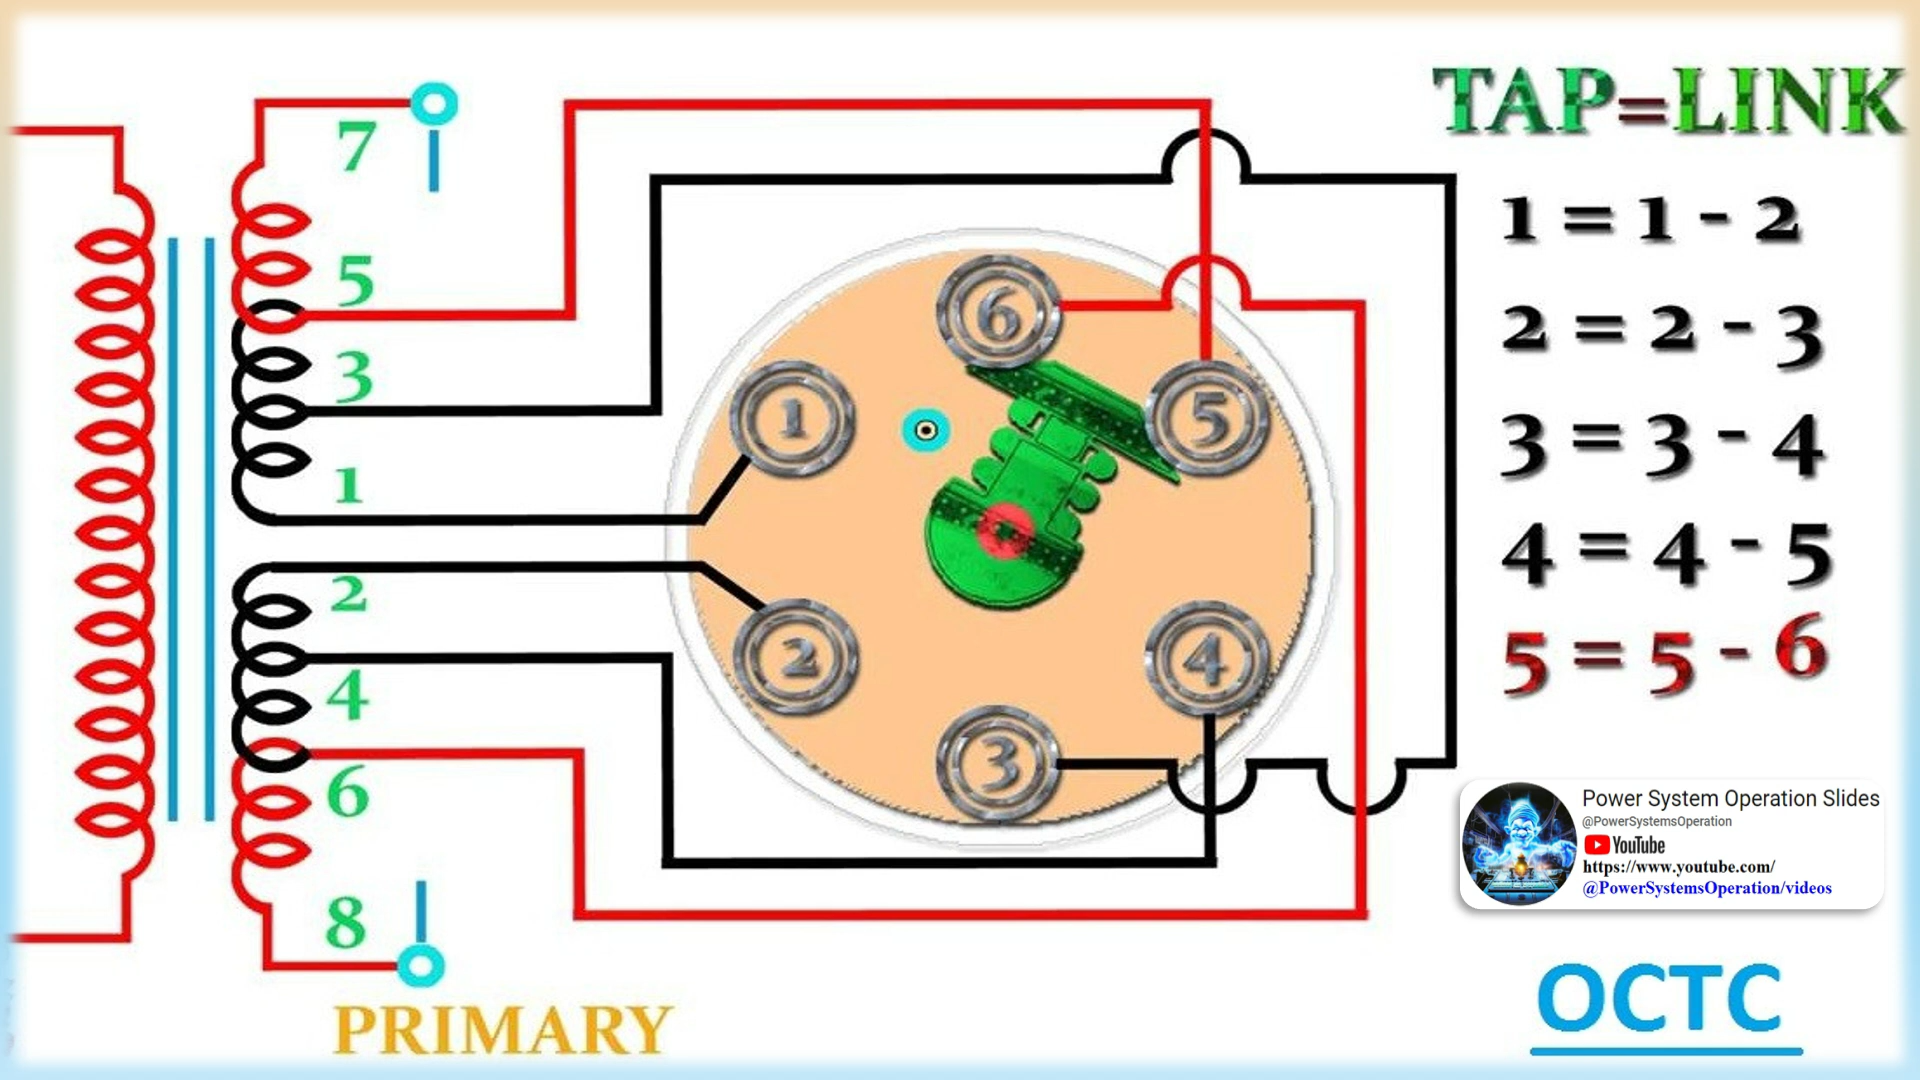 TAP=LINK
1 = 1 - 2
2 = 2 - 3
3 = 3 - 4
4 = 4 - 5
5 = 5 - 6
7
5
3
1
2
4
6
8
6
1
5
2
4
3
PRIMARY
Power System Operation Slides
@PowerSystemsOperation
YouTube
https://www.youtube.com/
@PowerSystemsOperation/videos
OCTC